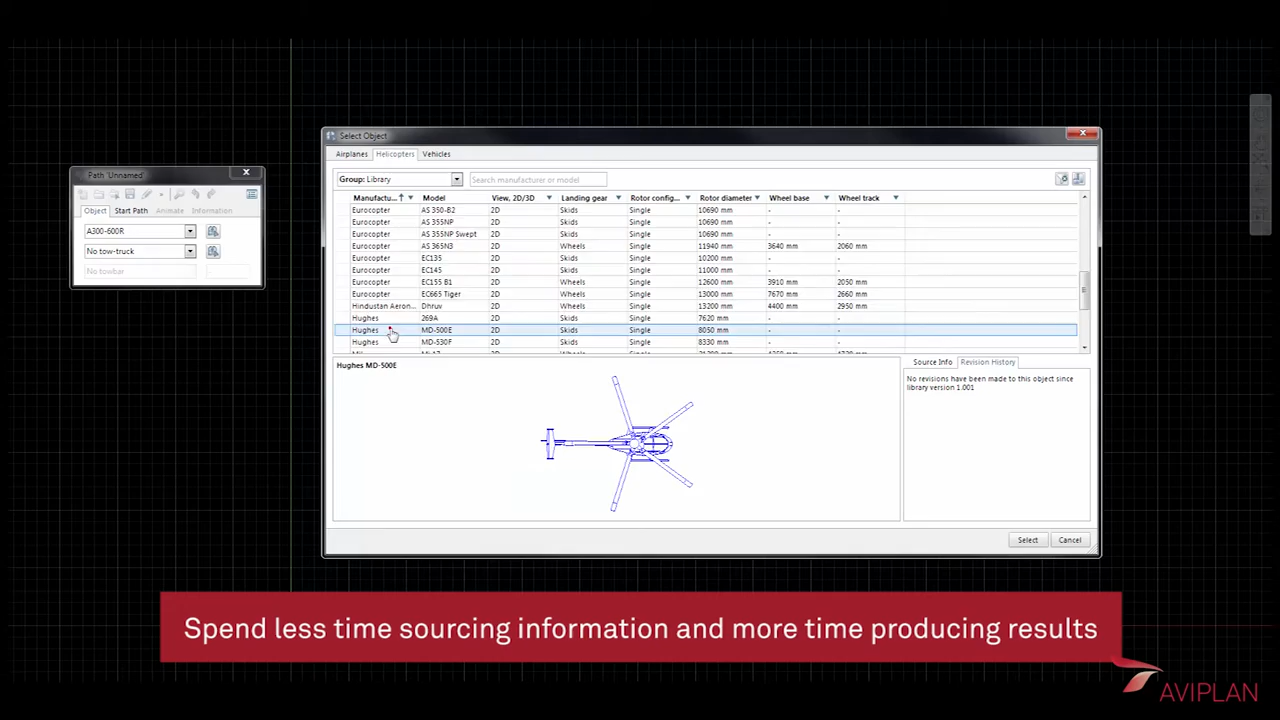 Select Object
Airplanes Helicopters Vehicles
Group: Library Search manufacturer or model
Manufactu... Model View, 2D/3D Landing gear Rotor config... Rotor diameter Wheel base Wheel track
Eurocopter AS 350-B2 2D Skids Single 10690 mm - -
Eurocopter AS 355NP 2D Skids Single 10690 mm - -
Eurocopter AS 355NP Swept 2D Skids Single 10690 mm - -
Eurocopter AS 365N3 2D Wheels Single 11940 mm 3640 mm 2060 mm
Eurocopter EC135 2D Skids Single 10200 mm - -
Eurocopter EC145 2D Skids Single 11000 mm - -
Eurocopter EC155 B1 2D Wheels Single 12600 mm 3910 mm 2050 mm
Eurocopter EC665 Tiger 2D Wheels Single 13000 mm 7670 mm 2660 mm
Hindustan Aeron... Dhruv 2D Wheels Single 13200 mm 4400 mm 2950 mm
Hughes 269A 2D Skids Single 7620 mm - -
Hughes MD-500E 2D Skids Single 8050 mm - -
Hughes MD-530F 2D Skids Single 8330 mm - -
Path 'Unnamed'
Object Start Path Animate Information
A300-600R
No tow-truck
No towbar
Hughes MD-500E
Source Info Revision History
No revisions have been made to this object since
library version 1.001
Select Cancel
Spend less time sourcing information and more time producing results
AVIPLAN